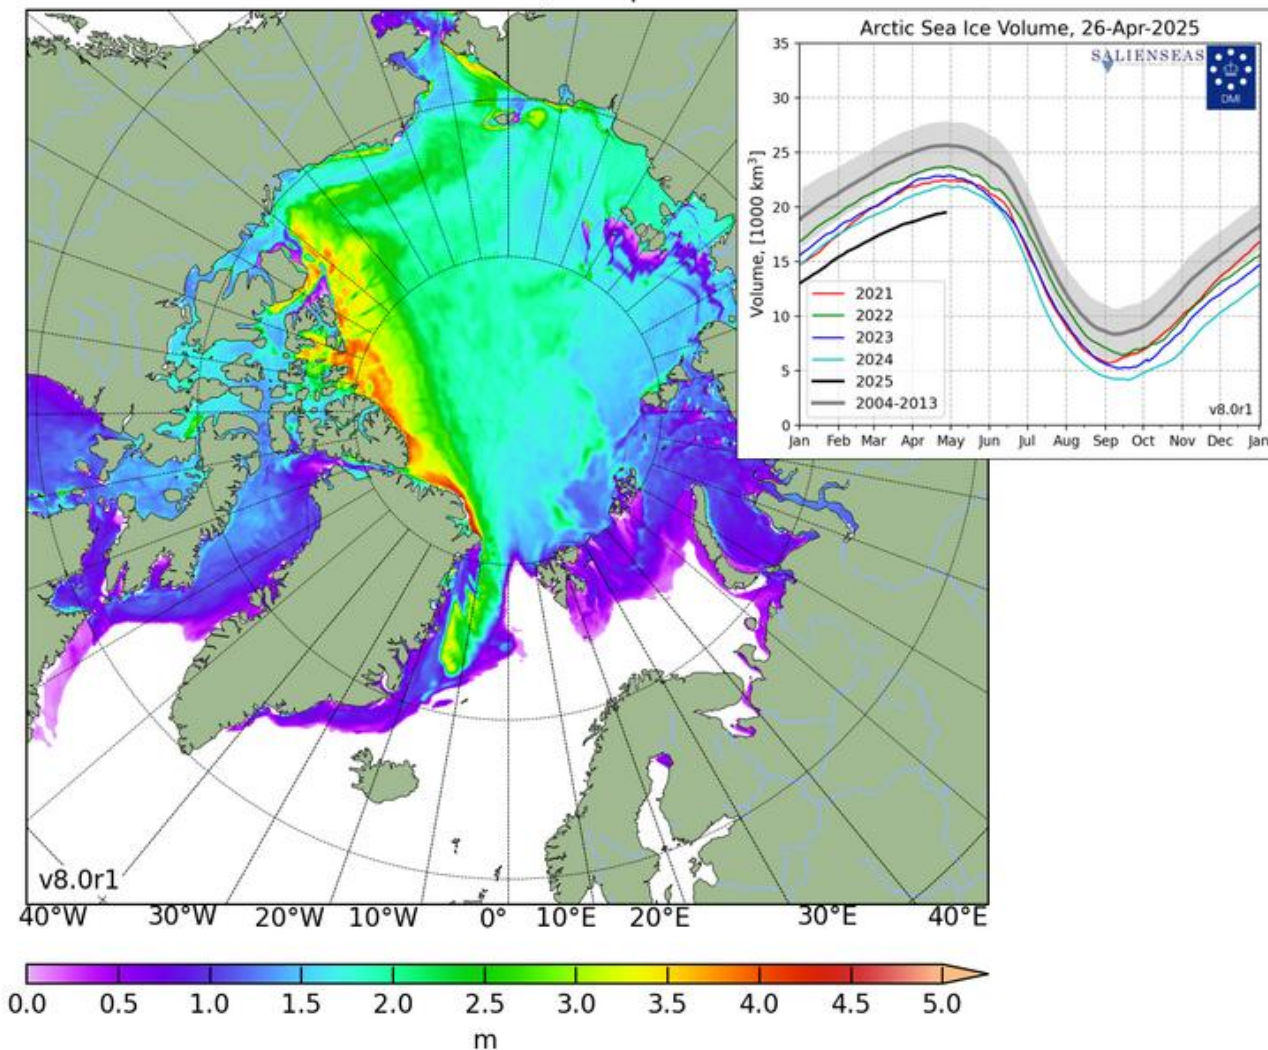 Arctic Sea Ice Volume, 26-Apr-2025
SALIENSEAS
DMI
Volume, [1000 km³]
35
30
25
20
15
10
5
0
2021
2022
2023
2024
2025
2004-2013
v8.0r1
Jan Feb Mar Apr May Jun Jul Aug Sep Oct Nov Dec Jan
v8.0r1
40°W 30°W 20°W 10°W 0° 10°E 20°E 30°E 40°E
0.0 0.5 1.0 1.5 2.0 2.5 3.0 3.5 4.0 4.5 5.0
m